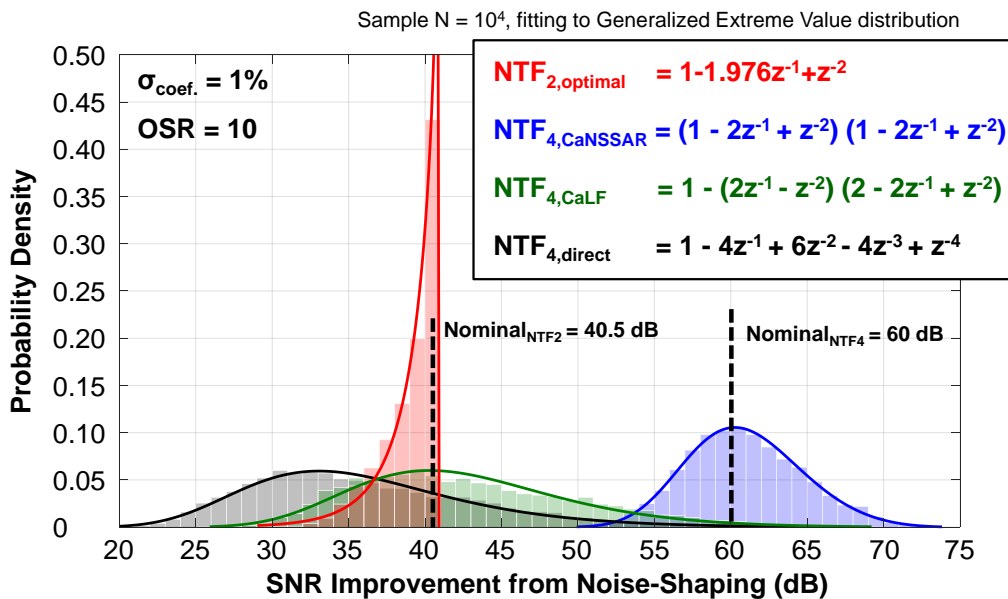 Sample N = 10⁴, fitting to Generalized Extreme Value distribution
σcoef. = 1%
OSR = 10
NTF2,optimal = 1-1.976z⁻¹+z⁻²
NTF4,CaNSSAR = (1 - 2z⁻¹ + z⁻²) (1 - 2z⁻¹ + z⁻²)
NTF4,CaLF = 1 - (2z⁻¹ - z⁻²) (2 - 2z⁻¹ + z⁻²)
NTF4,direct = 1 - 4z⁻¹ + 6z⁻² - 4z⁻³ + z⁻⁴
NominalNTF2 = 40.5 dB
NominalNTF4 = 60 dB
Probability Density
0.50
0.45
0.40
0.35
0.30
0.25
0.20
0.15
0.10
0.05
0
20 25 30 35 40 45 50 55 60 65 70 75
SNR Improvement from Noise-Shaping (dB)